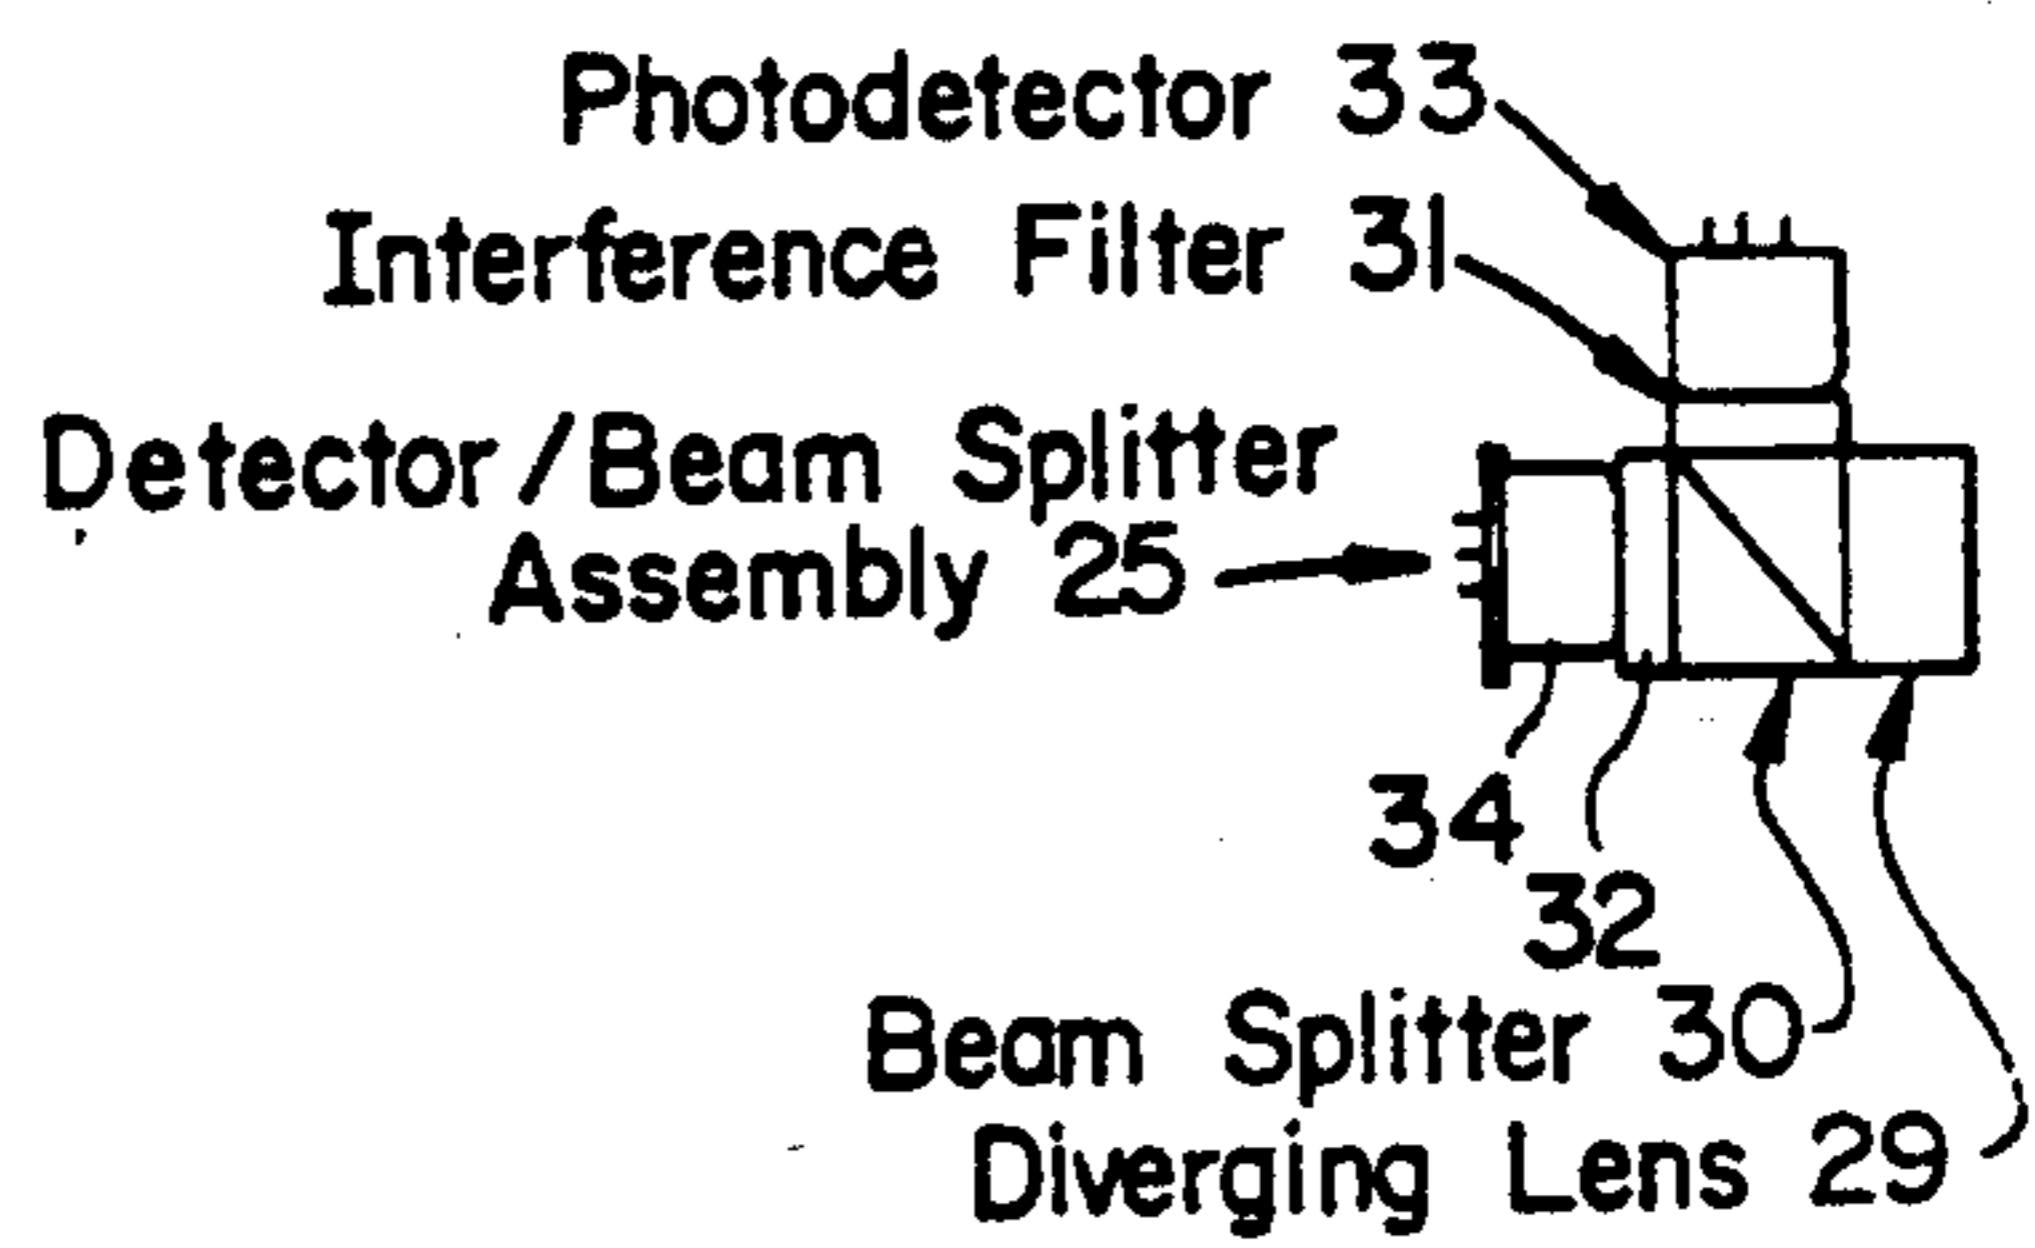 Photodetector 33
Interference Filter 31
Detector/Beam Splitter
Assembly 25
34
32
Beam Splitter 30
Diverging Lens 29